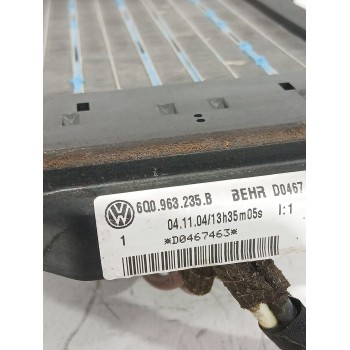 6Q0.963.235.B BEHR D0467
04.11.04/13h35m05s I:1
1 *D0467463*